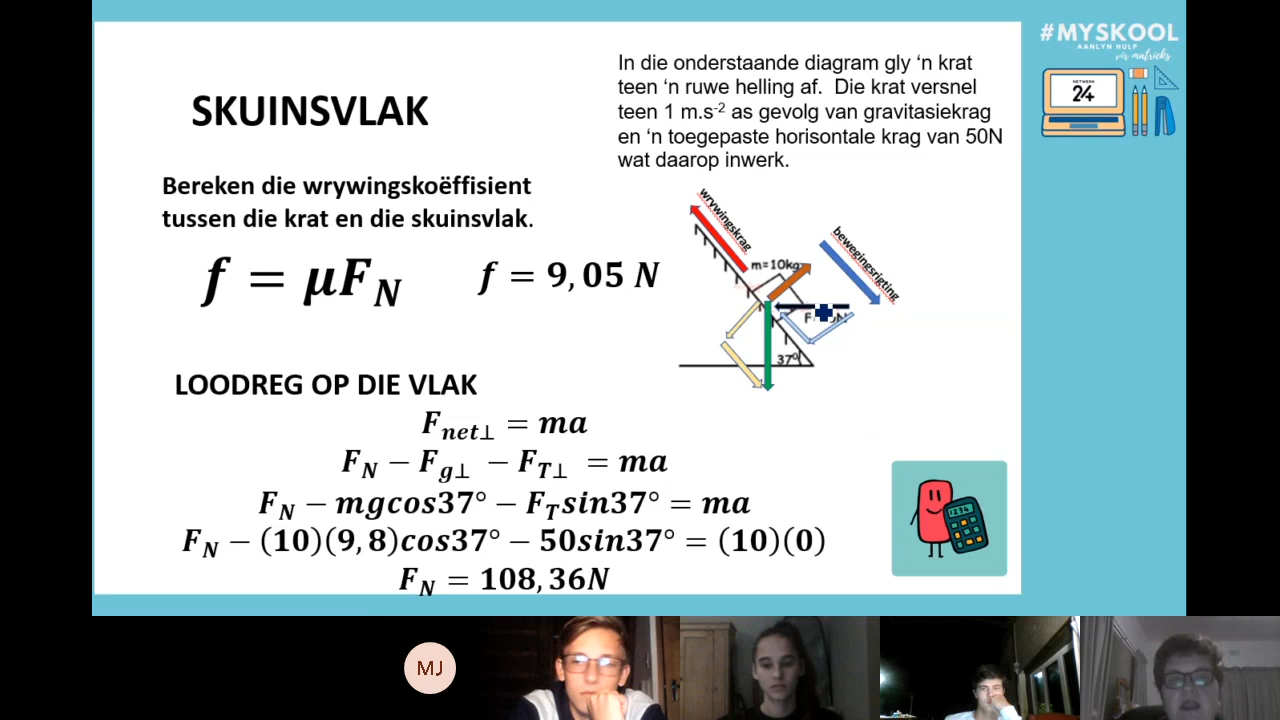 #MYSKOOL
AANLYN HULP
vir matrieks
NETWERK
24
In die onderstaande diagram gly ‘n krat
teen ‘n ruwe helling af. Die krat versnel
teen 1 m.s⁻² as gevolg van gravitasiekrag
en ‘n toegepaste horisontale krag van 50N
wat daarop inwerk.
SKUINSVLAK
Bereken die wrywingskoëffisient
tussen die krat en die skuinsvlak.
f = μF_N
f = 9,05 N
wrywingskrag
bewegingsrigting
m=10kg
37⁰
LOODREG OP DIE VLAK
F_net⊥ = ma
F_N − F_g⊥ − F_T⊥ = ma
F_N − mgcos37° − F_Tsin37° = ma
F_N − (10)(9,8)cos37° − 50sin37° = (10)(0)
F_N = 108,36N
1234
MJ